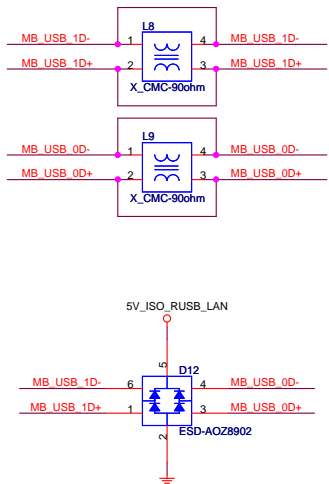 L8
MB_USB_1D- 1 4 MB_USB_1D-
MB_USB_1D+ 2 3 MB_USB_1D+
X_CMC-90ohm
L9
MB_USB_0D- 1 4 MB_USB_0D-
MB_USB_0D+ 2 3 MB_USB_0D+
X_CMC-90ohm
5V_ISO_RUSB_LAN
5
D12
MB_USB_1D- 6 4 MB_USB_0D-
MB_USB_1D+ 1 3 MB_USB_0D+
2
ESD-AOZ8902